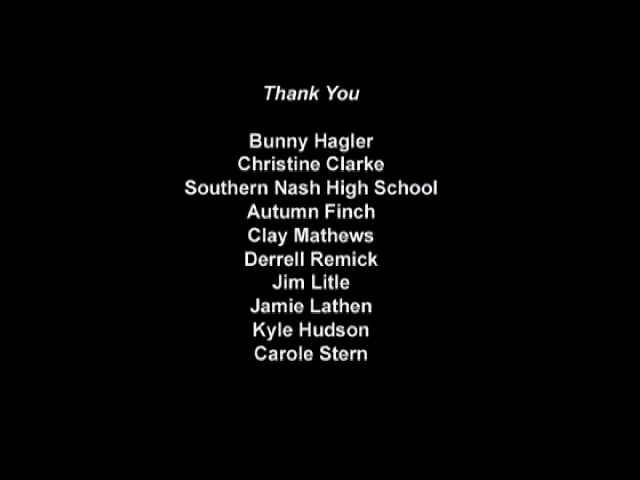 Thank You
Bunny Hagler
Christine Clarke
Southern Nash High School
Autumn Finch
Clay Mathews
Derrell Remick
Jim Litle
Jamie Lathen
Kyle Hudson
Carole Stern